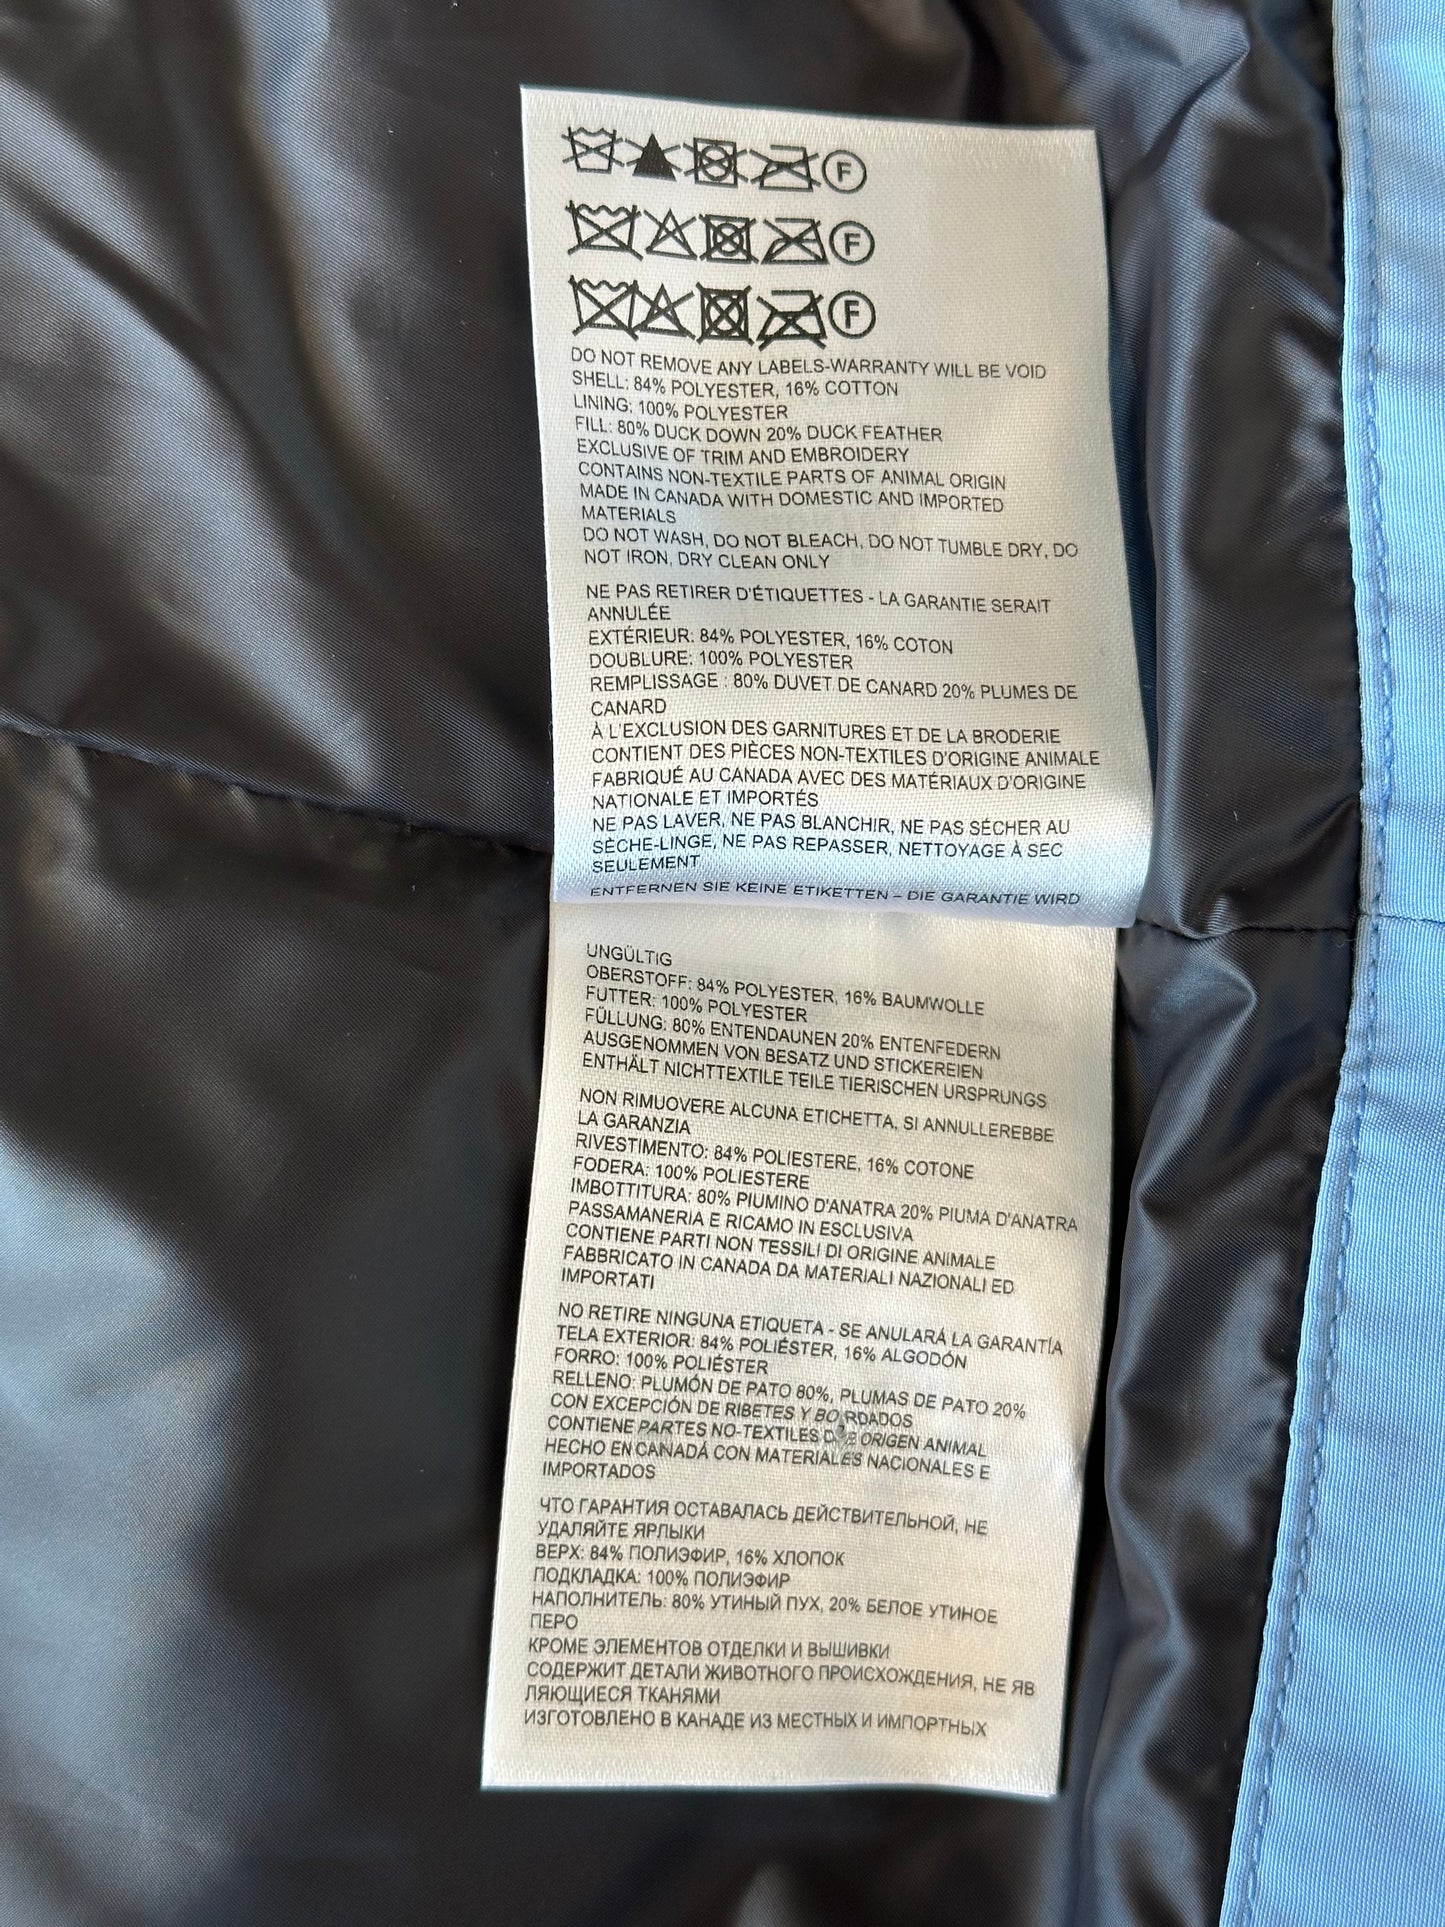 F
F
F
DO NOT REMOVE ANY LABELS-WARRANTY WILL BE VOID
SHELL: 84% POLYESTER, 16% COTTON
LINING: 100% POLYESTER
FILL: 80% DUCK DOWN 20% DUCK FEATHER
EXCLUSIVE OF TRIM AND EMBROIDERY
CONTAINS NON-TEXTILE PARTS OF ANIMAL ORIGIN
MADE IN CANADA WITH DOMESTIC AND IMPORTED
MATERIALS
DO NOT WASH, DO NOT BLEACH, DO NOT TUMBLE DRY, DO
NOT IRON, DRY CLEAN ONLY
NE PAS RETIRER D'ÉTIQUETTES - LA GARANTIE SERAIT
ANNULÉE
EXTÉRIEUR: 84% POLYESTER, 16% COTON
DOUBLURE: 100% POLYESTER
REMPLISSAGE : 80% DUVET DE CANARD 20% PLUMES DE
CANARD
À L'EXCLUSION DES GARNITURES ET DE LA BRODERIE
CONTIENT DES PIÈCES NON-TEXTILES D'ORIGINE ANIMALE
FABRIQUÉ AU CANADA AVEC DES MATÉRIAUX D'ORIGINE
NATIONALE ET IMPORTÉS
NE PAS LAVER, NE PAS BLANCHIR, NE PAS SÉCHER AU
SÈCHE-LINGE, NE PAS REPASSER, NETTOYAGE À SEC
SEULEMENT
ENTFERNEN SIE KEINE ETIKETTEN – DIE GARANTIE WIRD
UNGÜLTIG
OBERSTOFF: 84% POLYESTER, 16% BAUMWOLLE
FUTTER: 100% POLYESTER
FÜLLUNG: 80% ENTENDAUNEN 20% ENTENFEDERN
AUSGENOMMEN VON BESATZ UND STICKEREIEN
ENTHÄLT NICHTTEXTILE TEILE TIERISCHEN URSPRUNGS
NON RIMUOVERE ALCUNA ETICHETTA, SI ANNULLEREBBE
LA GARANZIA
RIVESTIMENTO: 84% POLIESTERE, 16% COTONE
FODERA: 100% POLIESTERE
IMBOTTITURA: 80% PIUMINO D'ANATRA 20% PIUMA D'ANATRA
PASSAMANERIA E RICAMO IN ESCLUSIVA
CONTIENE PARTI NON TESSILI DI ORIGINE ANIMALE
FABBRICATO IN CANADA DA MATERIALI NAZIONALI ED
IMPORTATI
NO RETIRE NINGUNA ETIQUETA - SE ANULARÁ LA GARANTÍA
TELA EXTERIOR: 84% POLIÉSTER, 16% ALGODÓN
FORRO: 100% POLIÉSTER
RELLENO: PLUMÓN DE PATO 80%, PLUMAS DE PATO 20%
CON EXCEPCIÓN DE RIBETES Y BORDADOS
CONTIENE PARTES NO-TEXTILES DE ORIGEN ANIMAL
HECHO EN CANADÁ CON MATERIALES NACIONALES E
IMPORTADOS
ЧТО ГАРАНТИЯ ОСТАВАЛАСЬ ДЕЙСТВИТЕЛЬНОЙ, НЕ
УДАЛЯЙТЕ ЯРЛЫКИ
ВЕРХ: 84% ПОЛИЭФИР, 16% ХЛОПОК
ПОДКЛАДКА: 100% ПОЛИЭФИР
НАПОЛНИТЕЛЬ: 80% УТИНЫЙ ПУХ, 20% БЕЛОЕ УТИНОЕ
ПЕРО
КРОМЕ ЭЛЕМЕНТОВ ОТДЕЛКИ И ВЫШИВКИ
СОДЕРЖИТ ДЕТАЛИ ЖИВОТНОГО ПРОИСХОЖДЕНИЯ, НЕ ЯВ
ЛЯЮЩИЕСЯ ТКАНЯМИ
ИЗГОТОВЛЕНО В КАНАДЕ ИЗ МЕСТНЫХ И ИМПОРТНЫХ